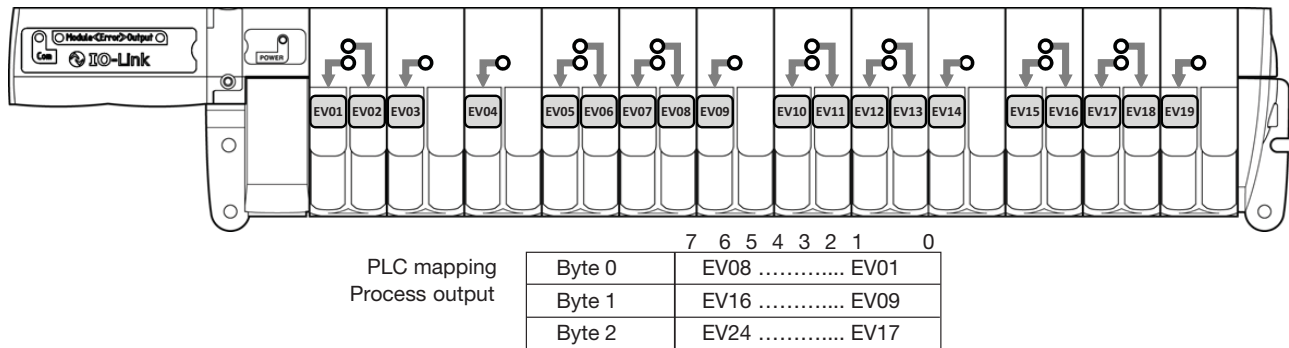 Module<Error>Output
Com
IO-Link
POWER
EV01 EV02 EV03 EV04 EV05 EV06 EV07 EV08 EV09 EV10 EV11 EV12 EV13 EV14 EV15 EV16 EV17 EV18 EV19
7 6 5 4 3 2 1 0
PLC mapping
Process output
Byte 0 EV08 ………….... EV01
Byte 1 EV16 ………….... EV09
Byte 2 EV24 ………….... EV17